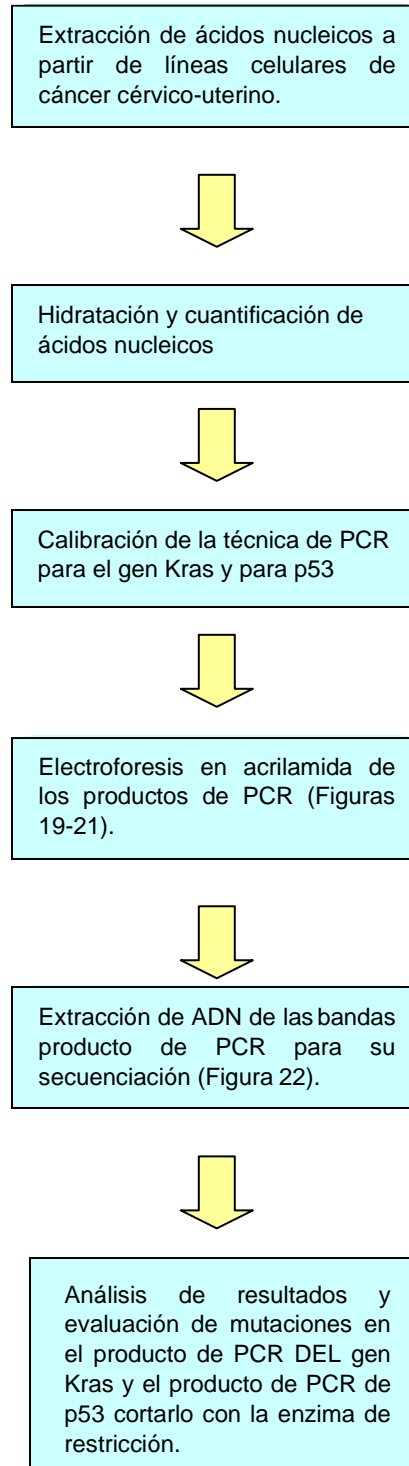 Extracción de ácidos nucleicos a
partir de líneas celulares de
cáncer cérvico-uterino.
Hidratación y cuantificación de
ácidos nucleicos
Calibración de la técnica de PCR
para el gen Kras y para p53
Electroforesis en acrilamida de
los productos de PCR (Figuras
19-21).
Extracción de ADN de las bandas
producto de PCR para su
secuenciación (Figura 22).
Análisis de resultados y
evaluación de mutaciones en
el producto de PCR DEL gen
Kras y el producto de PCR de
p53 cortarlo con la enzima de
restricción.